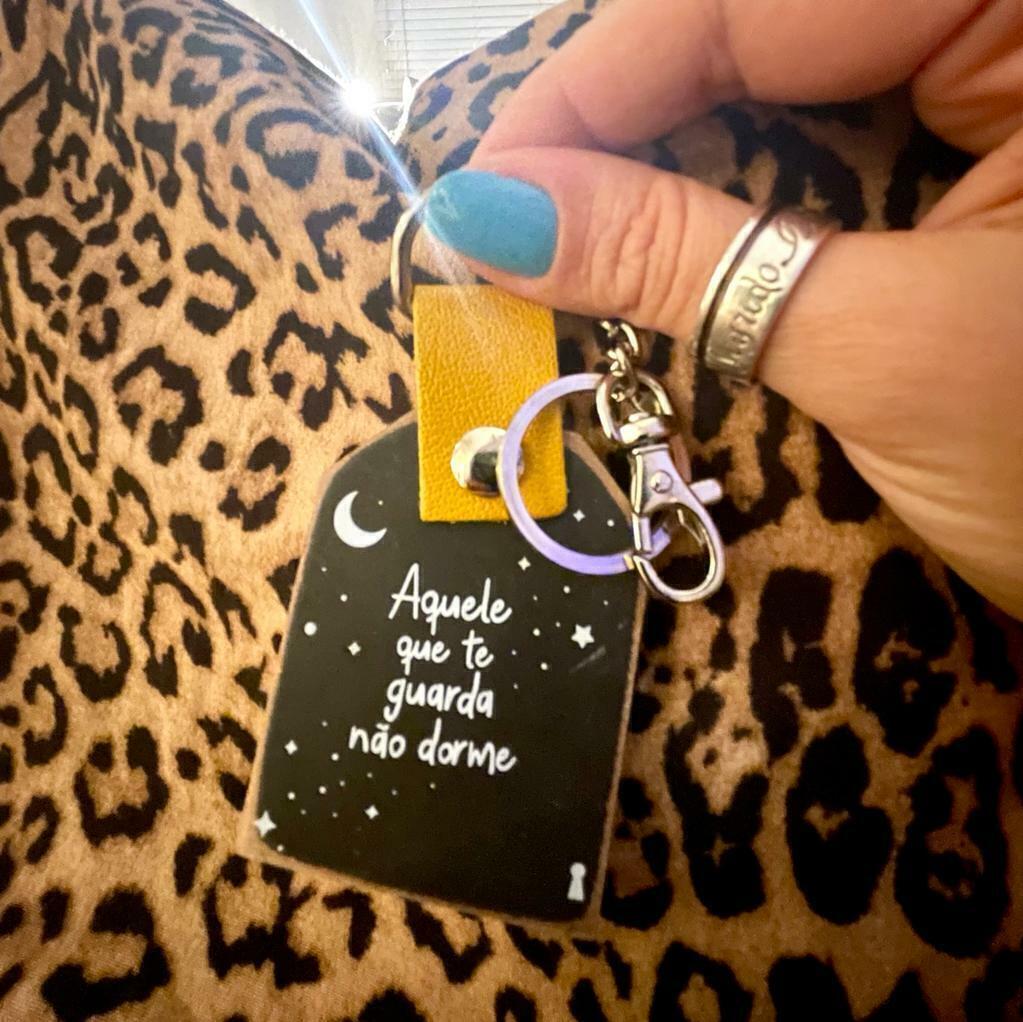 Aquele
que te
guarda
não dorme